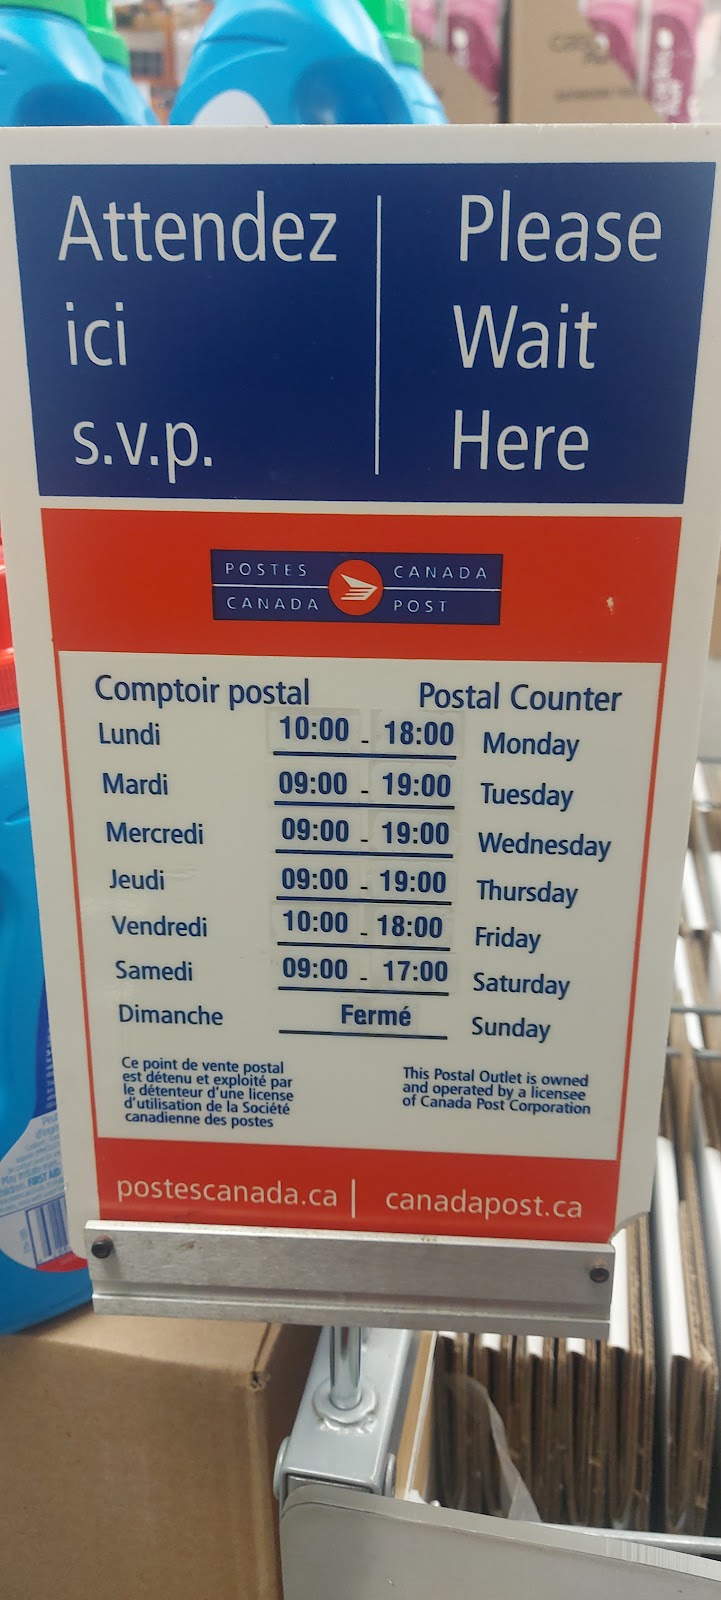 Attendez
ici
s.v.p.
Please
Wait
Here
POSTES CANADA
CANADA POST
Comptoir postal Postal Counter
Lundi 10:00 - 18:00 Monday
Mardi 09:00 - 19:00 Tuesday
Mercredi 09:00 - 19:00 Wednesday
Jeudi 09:00 - 19:00 Thursday
Vendredi 10:00 - 18:00 Friday
Samedi 09:00 - 17:00 Saturday
Dimanche Fermé Sunday
Ce point de vente postal
est détenu et exploité par
le détenteur d'une license
d'utilisation de la Société
canadienne des postes
This Postal Outlet is owned
and operated by a licensee
of Canada Post Corporation
postescanada.ca | canadapost.ca
FIRST AID